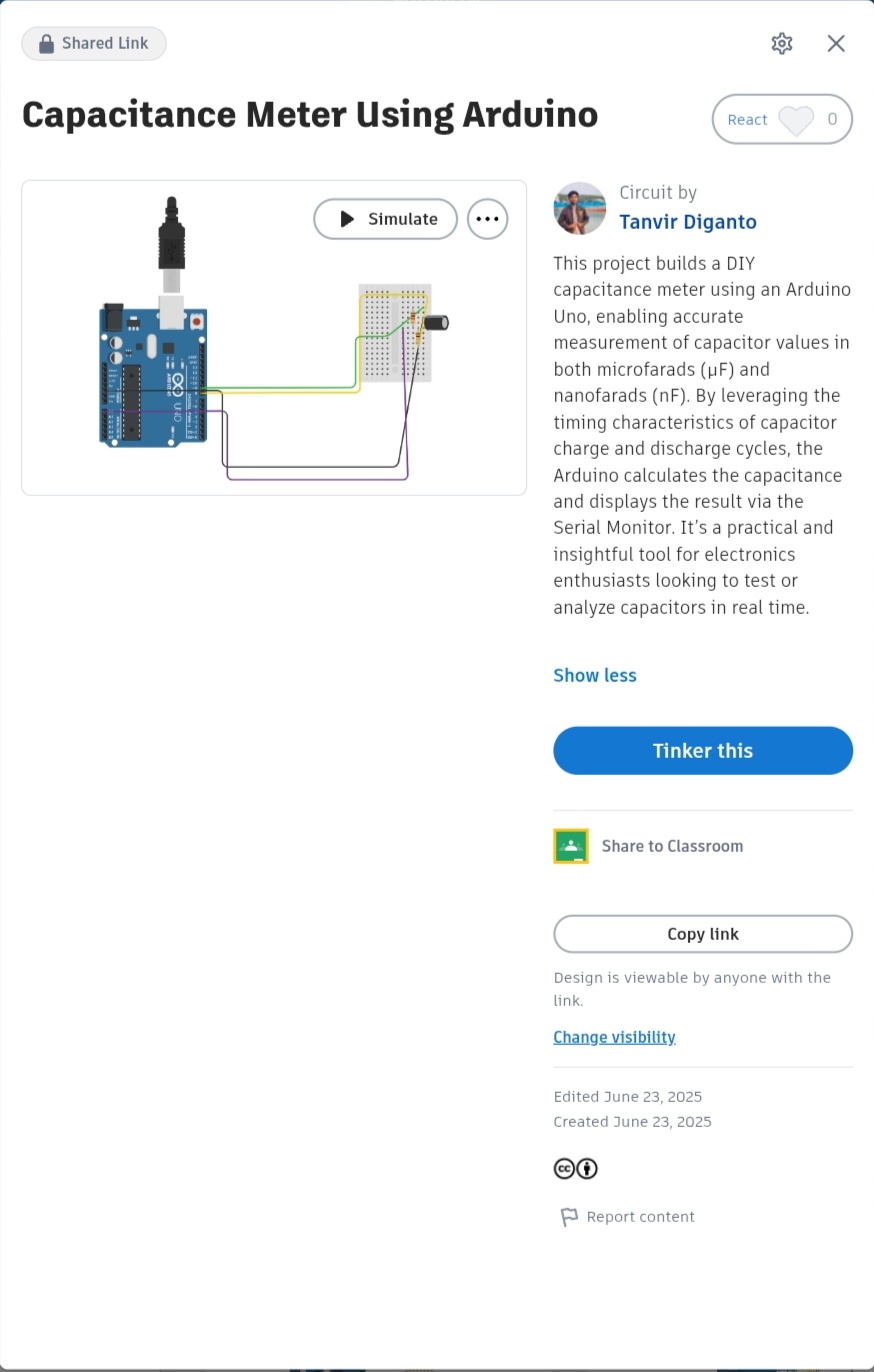 Shared Link
Capacitance Meter Using Arduino
React 0
Simulate
Circuit by
Tanvir Diganto
This project builds a DIY
capacitance meter using an Arduino
Uno, enabling accurate
measurement of capacitor values in
both microfarads (µF) and
nanofarads (nF). By leveraging the
timing characteristics of capacitor
charge and discharge cycles, the
Arduino calculates the capacitance
and displays the result via the
Serial Monitor. It’s a practical and
insightful tool for electronics
enthusiasts looking to test or
analyze capacitors in real time.
Show less
Tinker this
Share to Classroom
Copy link
Design is viewable by anyone with the
link.
Change visibility
Edited June 23, 2025
Created June 23, 2025
cc
Report content
UNO